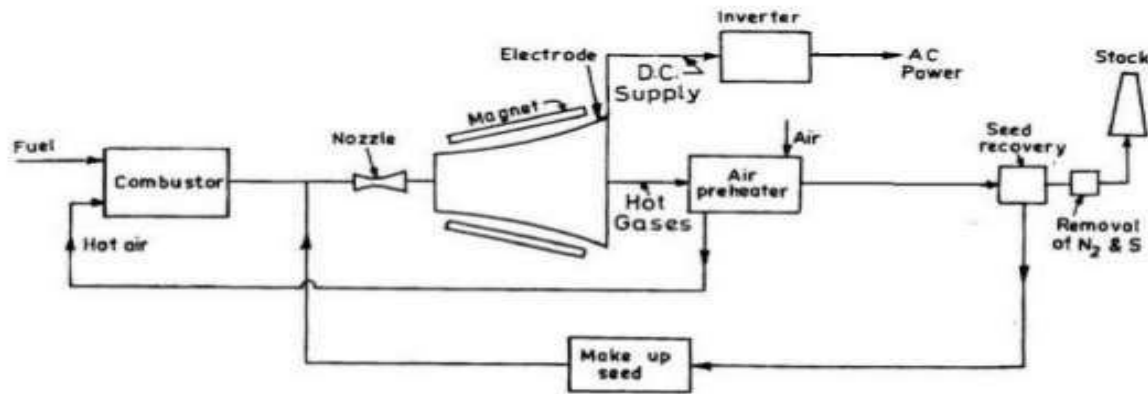 Inverter
Electrode
AC
Power
D.C.
Supply
Stack
Magnet
Nozzle
Seed
recovery
Fuel
Combustor
Air
Air
preheater
Hot
Gases
Removal
of N₂ & S
Hot air
Make up
seed